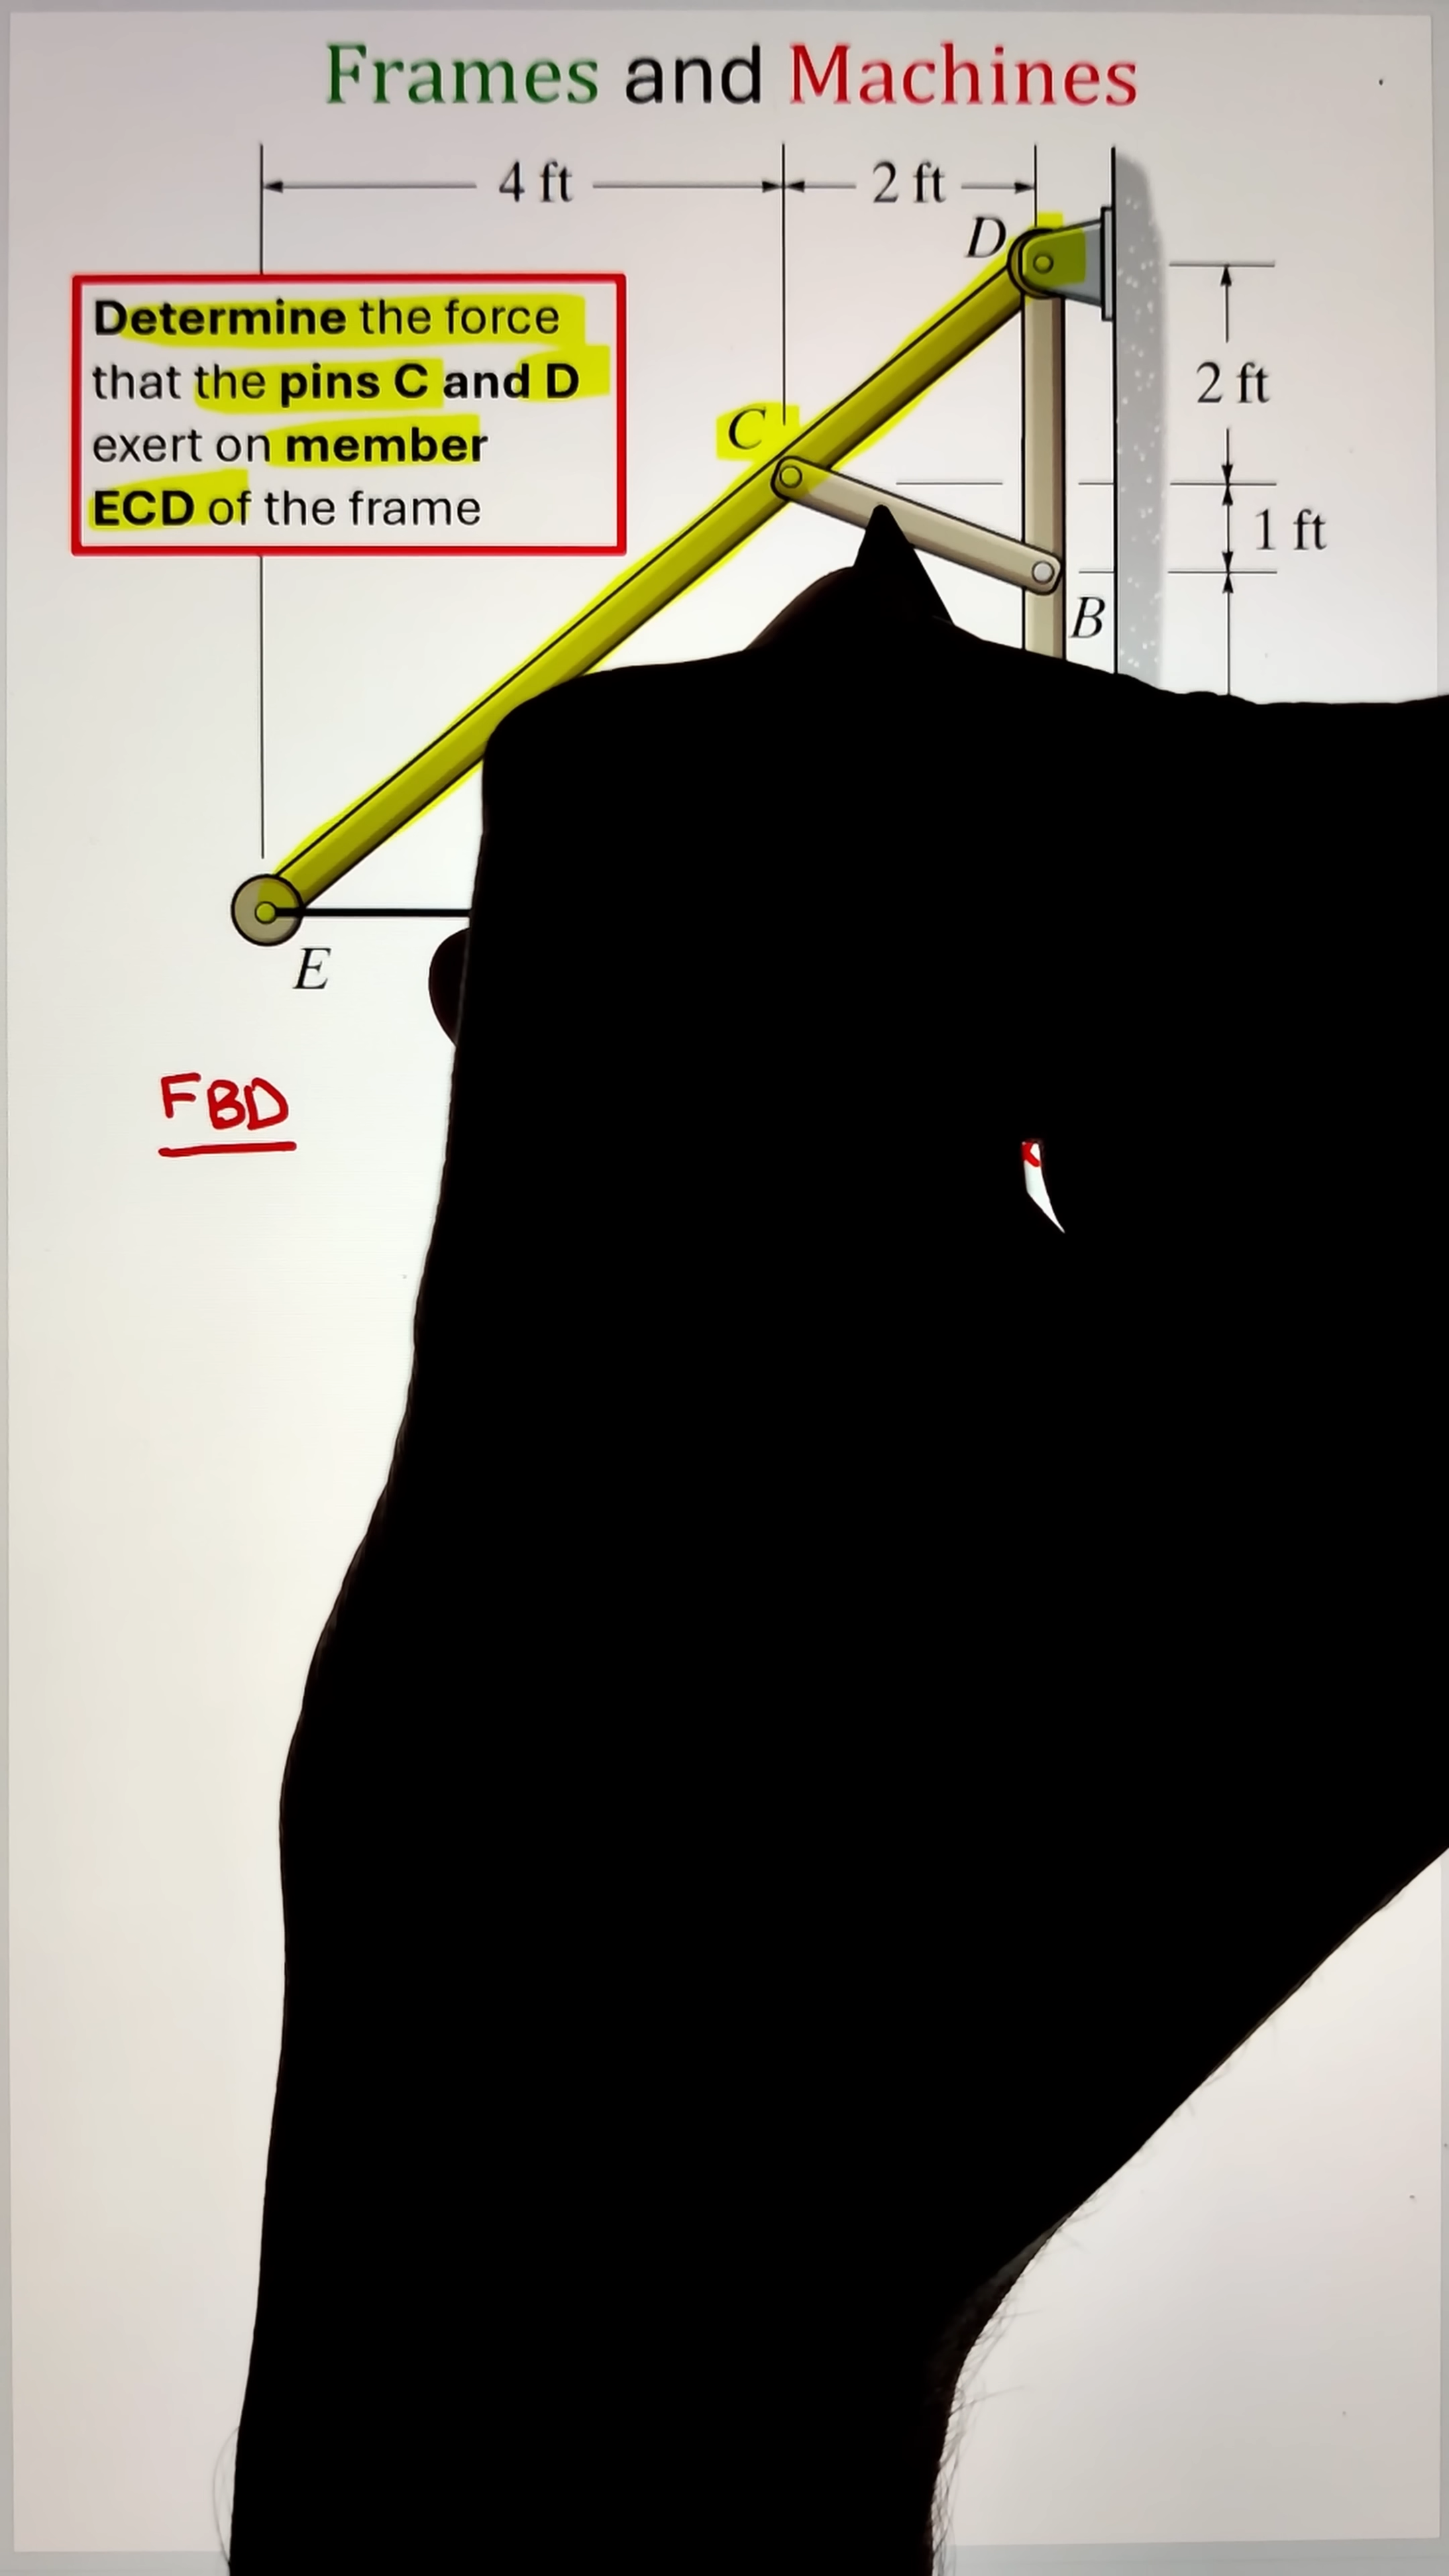 Frames and Machines
4 ft
2 ft
D
Determine the force
that the pins C and D
exert on member
ECD of the frame
C
2 ft
1 ft
B
E
FBD